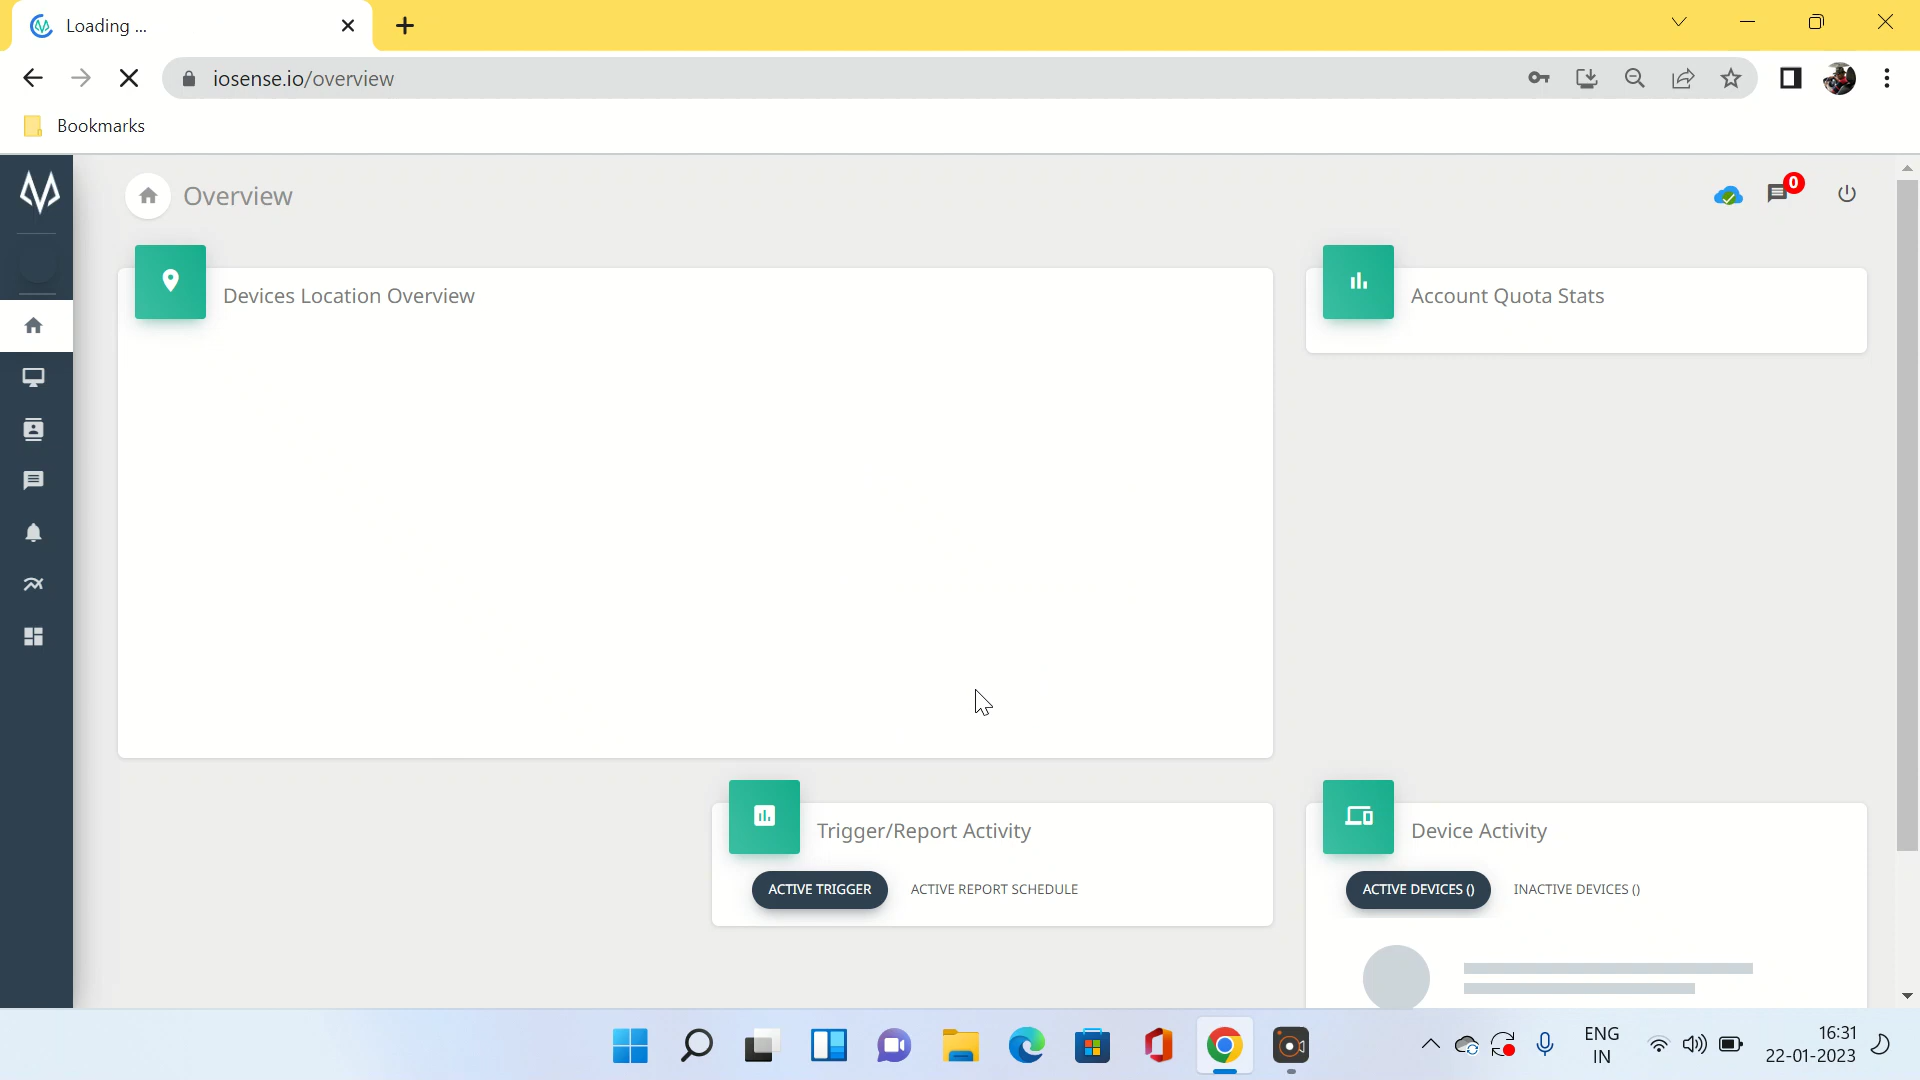 Loading ...
iosense.io/overview
Bookmarks
Overview
0
Devices Location Overview
Account Quota Stats
Trigger/Report Activity
ACTIVE TRIGGER
ACTIVE REPORT SCHEDULE
Device Activity
ACTIVE DEVICES ()
INACTIVE DEVICES ()
ENG
IN
16:31
22-01-2023